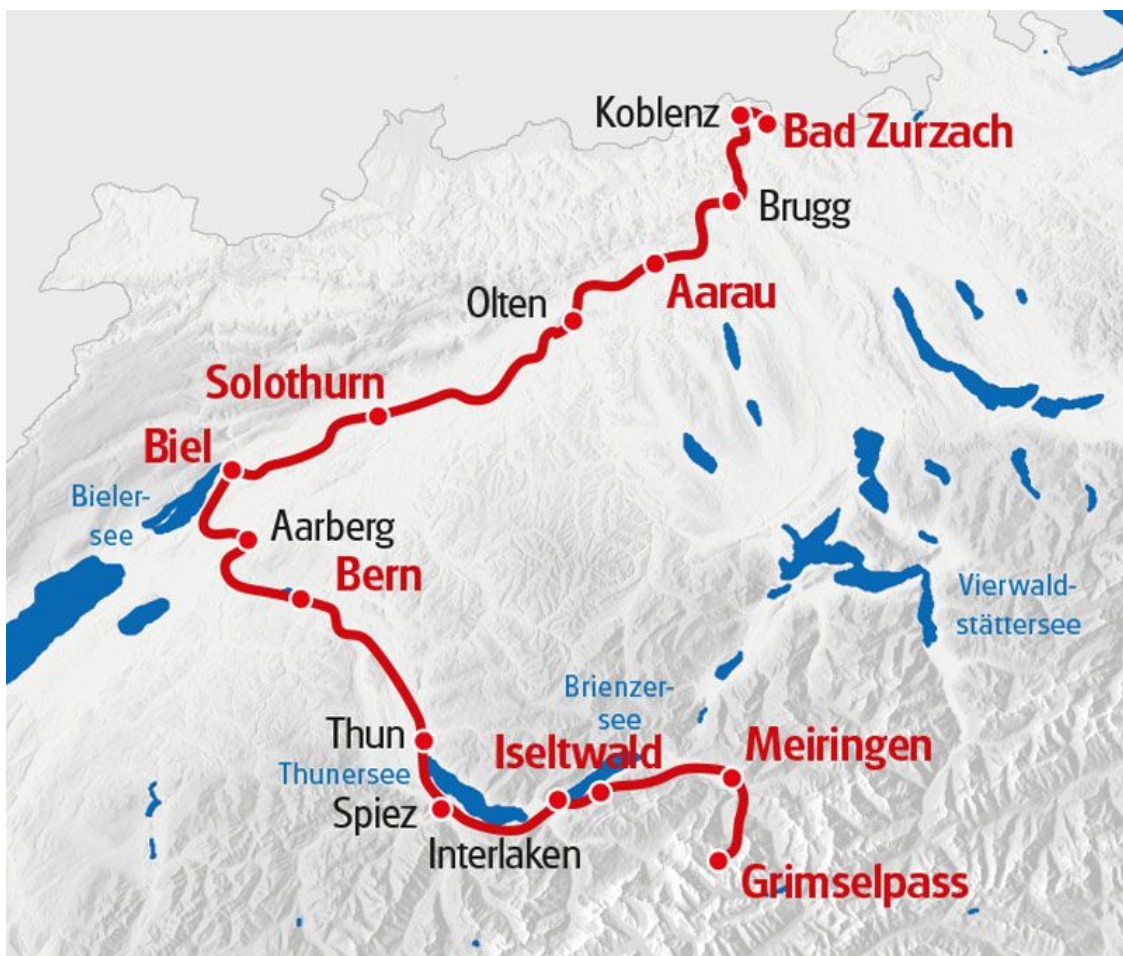 Koblenz
Bad Zurzach
Brugg
Aarau
Olten
Solothurn
Biel
Bieler-
see
Aarberg
Bern
Vierwald-
stättersee
Brienzer-
see
Thun
Iseltwald
Meiringen
Thunersee
Spiez
Interlaken
Grimselpass